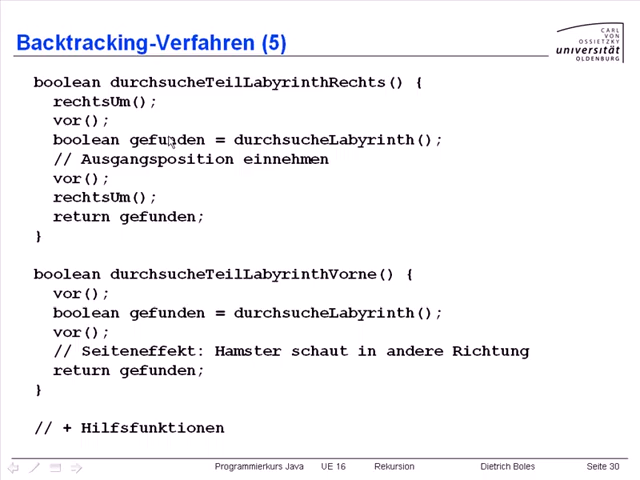 Backtracking-Verfahren (5)
CARL
VON
OSSIETZKY
universität
OLDENBURG
boolean durchsucheTeilLabyrinthRechts() {
rechtsUm();
vor();
boolean gefunden = durchsucheLabyrinth();
// Ausgangsposition einnehmen
vor();
rechtsUm();
return gefunden;
}
boolean durchsucheTeilLabyrinthVorne() {
vor();
boolean gefunden = durchsucheLabyrinth();
vor();
// Seiteneffekt: Hamster schaut in andere Richtung
return gefunden;
}
// + Hilfsfunktionen
Programmierkurs Java UE 16 Rekursion Dietrich Boles Seite 30